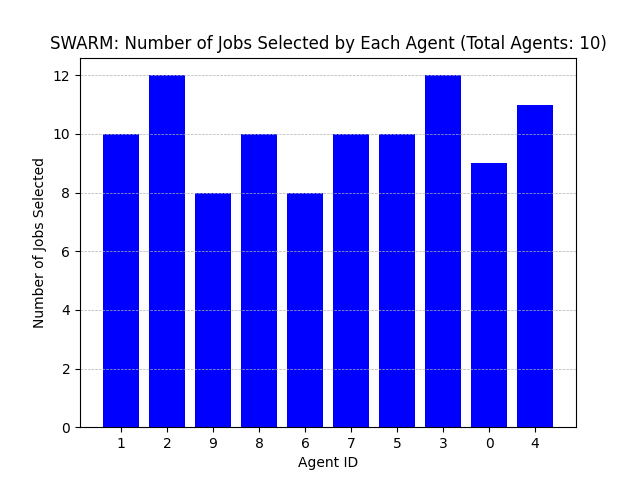 SWARM: Number of Jobs Selected by Each Agent (Total Agents: 10)
Number of Jobs Selected
12
10
8
6
4
2
0
1 2 9 8 6 7 5 3 0 4
Agent ID